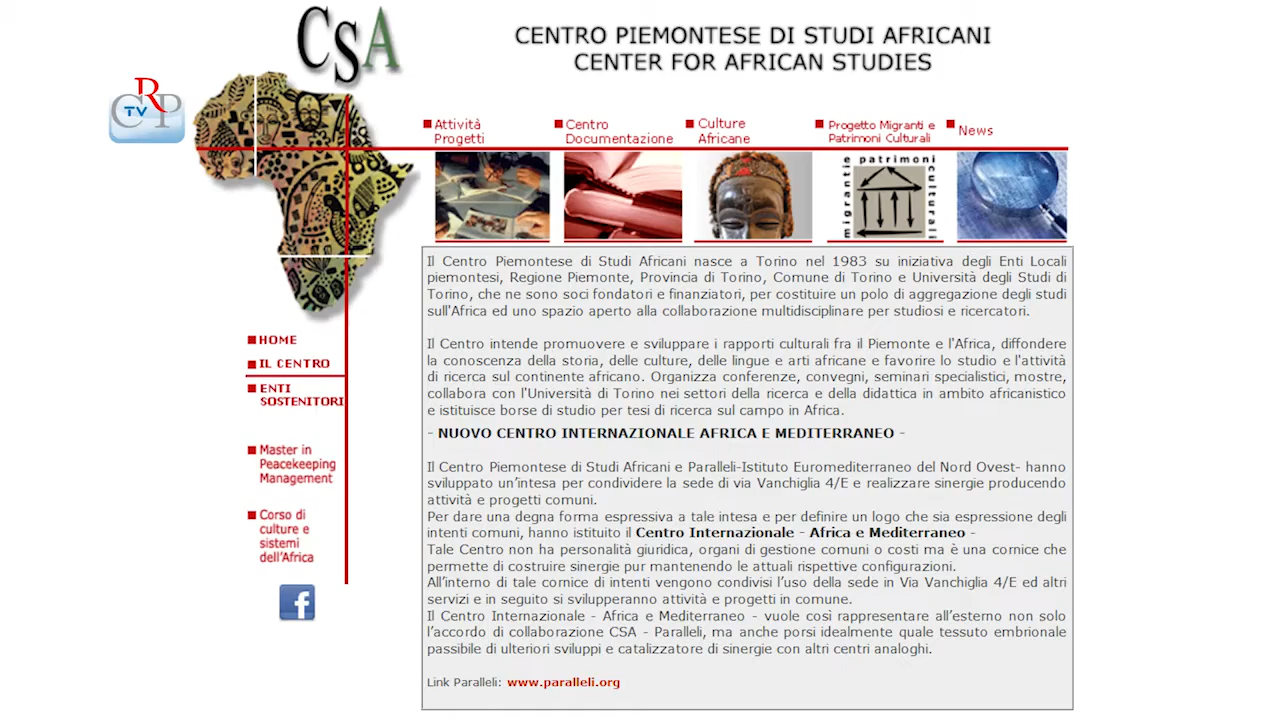 CSA
CENTRO PIEMONTESE DI STUDI AFRICANI
CENTER FOR AFRICAN STUDIES
CRP
TV
Attività
Progetti
Centro
Documentazione
Culture
Africane
Progetto Migranti e
Patrimoni Culturali
News
migranti e patrimoni culturali
Il Centro Piemontese di Studi Africani nasce a Torino nel 1983 su iniziativa degli Enti Locali
piemontesi, Regione Piemonte, Provincia di Torino, Comune di Torino e Università degli Studi di
Torino, che ne sono soci fondatori e finanziatori, per costituire un polo di aggregazione degli studi
sull'Africa ed uno spazio aperto alla collaborazione multidisciplinare per studiosi e ricercatori.
Il Centro intende promuovere e sviluppare i rapporti culturali fra il Piemonte e l'Africa, diffondere
la conoscenza della storia, delle culture, delle lingue e arti africane e favorire lo studio e l'attività
di ricerca sul continente africano. Organizza conferenze, convegni, seminari specialistici, mostre,
collabora con l'Università di Torino nei settori della ricerca e della didattica in ambito africanistico
e istituisce borse di studio per tesi di ricerca sul campo in Africa.
- NUOVO CENTRO INTERNAZIONALE AFRICA E MEDITERRANEO -
Il Centro Piemontese di Studi Africani e Paralleli-Istituto Euromediterraneo del Nord Ovest- hanno
sviluppato un'intesa per condividere la sede di via Vanchiglia 4/E e realizzare sinergie producendo
attività e progetti comuni.
Per dare una degna forma espressiva a tale intesa e per definire un logo che sia espressione degli
intenti comuni, hanno istituito il Centro Internazionale - Africa e Mediterraneo -
Tale Centro non ha personalità giuridica, organi di gestione comuni o costi ma è una cornice che
permette di costruire sinergie pur mantenendo le attuali rispettive configurazioni.
All'interno di tale cornice di intenti vengono condivisi l'uso della sede in Via Vanchiglia 4/E ed altri
servizi e in seguito si svilupperanno attività e progetti in comune.
Il Centro Internazionale - Africa e Mediterraneo - vuole così rappresentare all'esterno non solo
l'accordo di collaborazione CSA - Paralleli, ma anche porsi idealmente quale tessuto embrionale
passibile di ulteriori sviluppi e catalizzatore di sinergie con altri centri analoghi.
Link Paralleli: www.paralleli.org
HOME
IL CENTRO
ENTI
SOSTENITORI
Master in
Peacekeeping
Management
Corso di
culture e
sistemi
dell'Africa
f